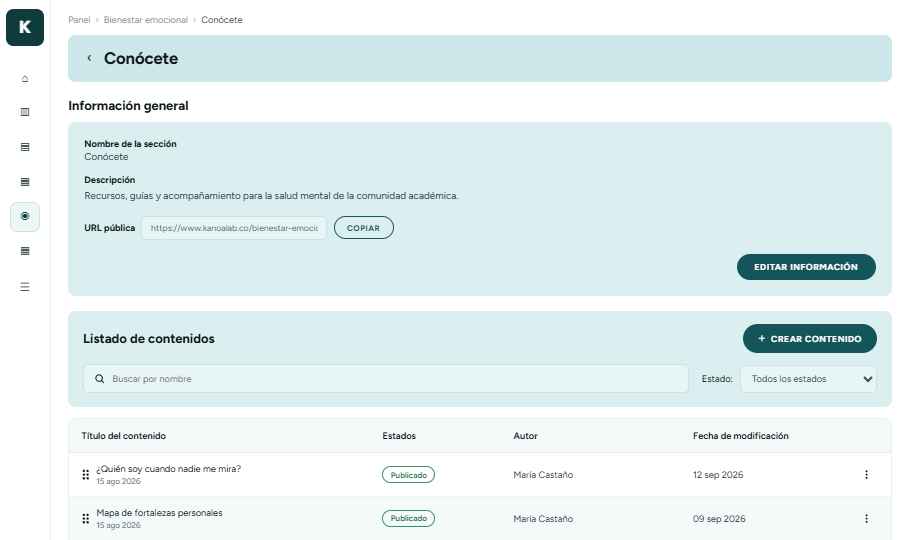 K
Panel › Bienestar emocional › Conócete
‹ Conócete
Información general
Nombre de la sección
Conócete
Descripción
Recursos, guías y acompañamiento para la salud mental de la comunidad académica.
URL pública https://www.kanoalab.co/bienestar-emocic COPIAR
EDITAR INFORMACIÓN
Listado de contenidos
+ CREAR CONTENIDO
Buscar por nombre
Estado: Todos los estados
Título del contenido Estados Autor Fecha de modificación
¿Quién soy cuando nadie me mira? Publicado María Castaño 12 sep 2026
15 ago 2026
Mapa de fortalezas personales Publicado María Castaño 09 sep 2026
15 ago 2026